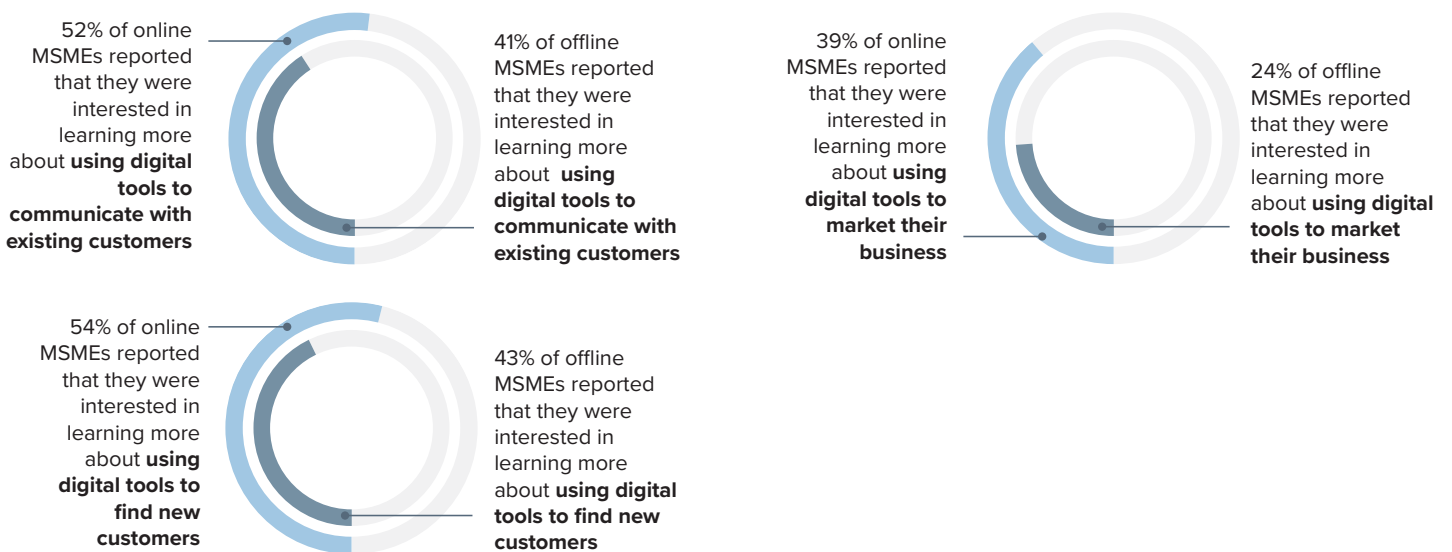 52% of online
MSMEs reported
that they were
interested in
learning more
about using digital
tools to
communicate with
existing customers
41% of offline
MSMEs reported
that they were
interested in
learning more
about using
digital tools to
communicate with
existing customers
39% of online
MSMEs reported
that they were
interested in
learning more
about using
digital tools to
market their
business
24% of offline
MSMEs reported
that they were
interested in
learning more
about using digital
tools to market
their business
54% of online
MSMEs reported
that they were
interested in
learning more
about using
digital tools to
find new
customers
43% of offline
MSMEs reported
that they were
interested in
learning more
about using digital
tools to find new
customers